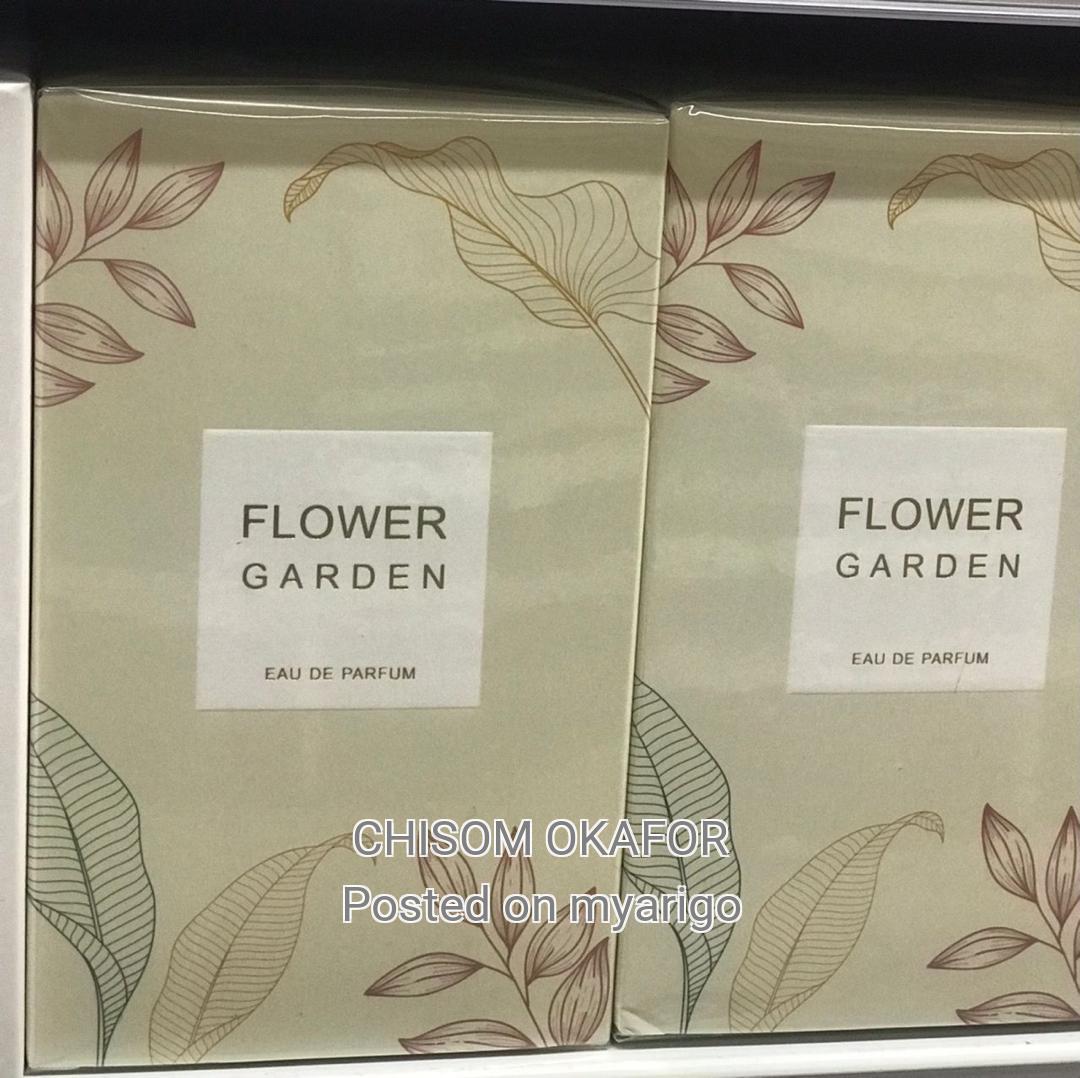 FLOWER
GARDEN
EAU DE PARFUM
FLOWER
GARDEN
EAU DE PARFUM
CHISOM OKAFOR
Posted on myarigo